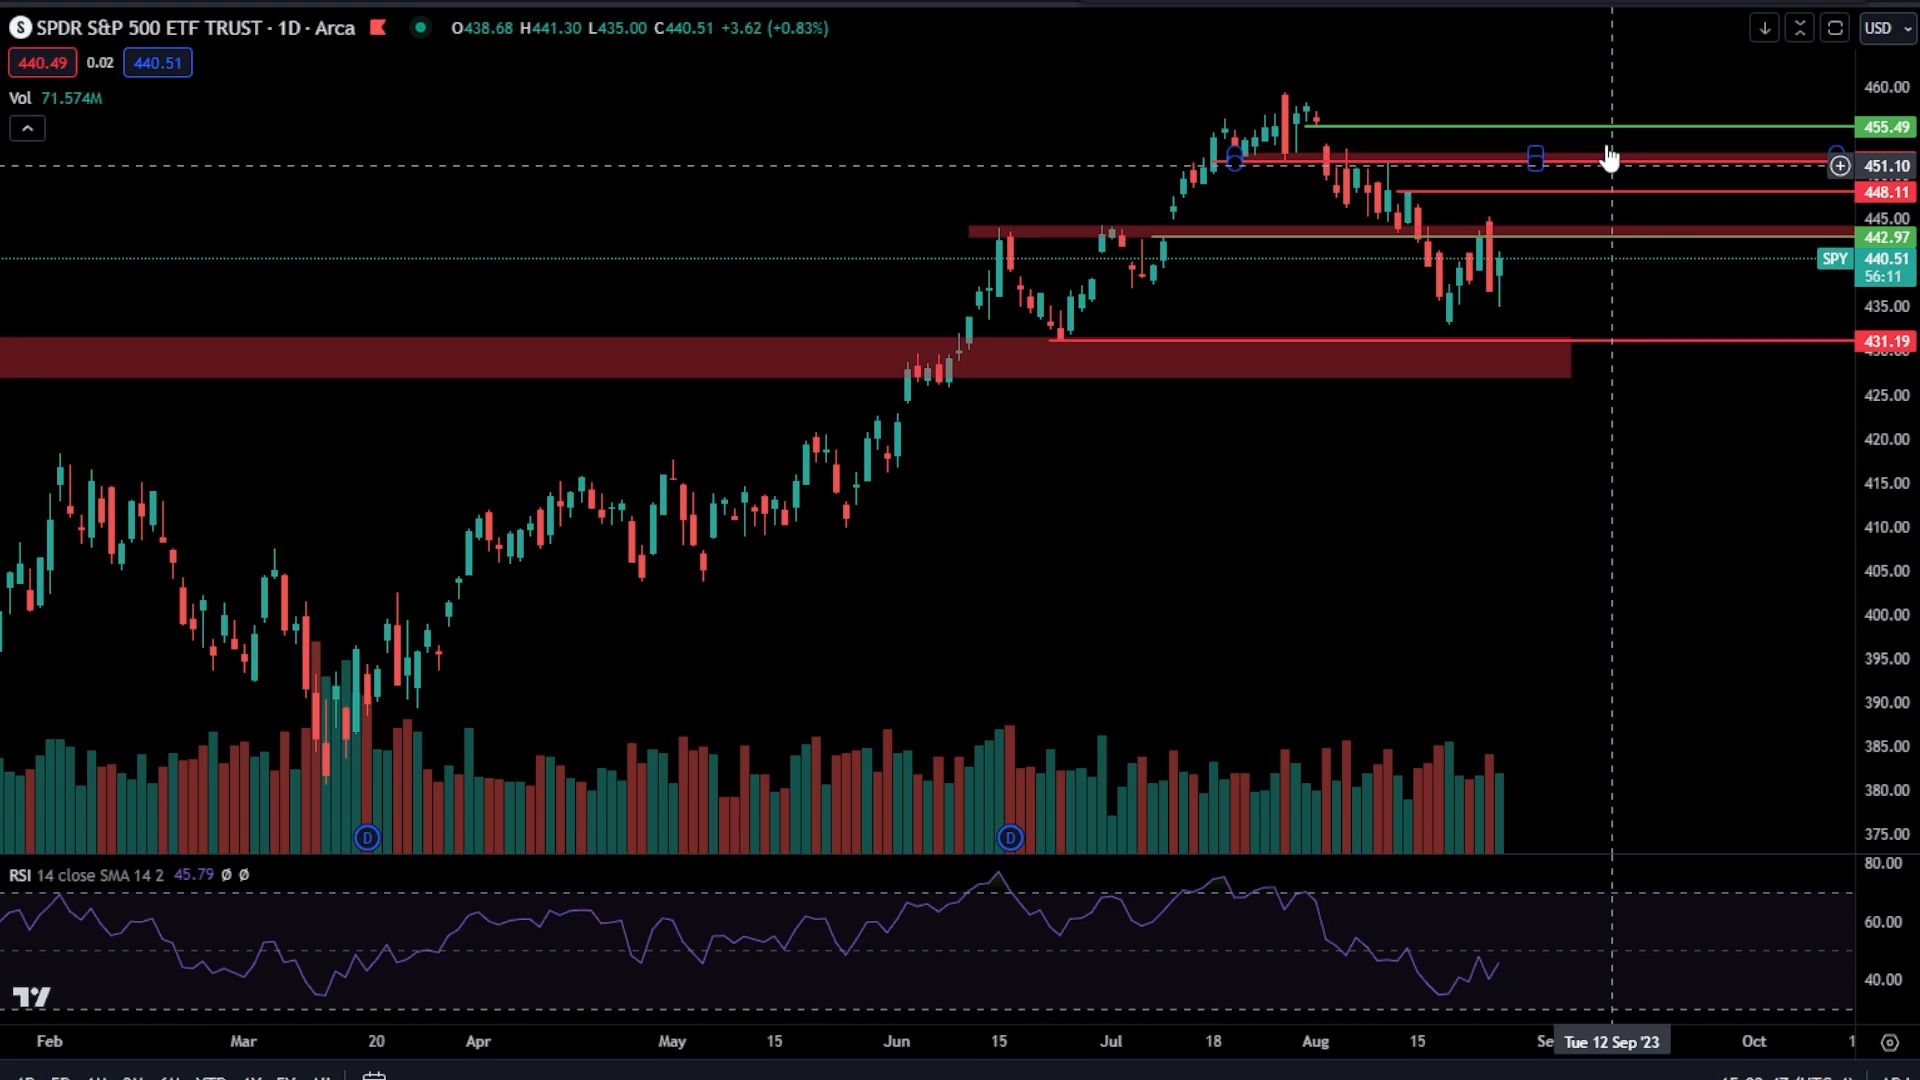 SPDR S&P 500 ETF TRUST · 1D · Arca O438.68 H441.30 L435.00 C440.51 +3.62 (+0.83%)
USD
440.49 0.02 440.51
Vol 71.574M
460.00
455.49
451.10
448.11
445.00
442.97
SPY 440.51
56:11
435.00
431.19
425.00
420.00
415.00
410.00
405.00
400.00
395.00
390.00
385.00
380.00
375.00
D D
RSI 14 close SMA 14 2 45.79 Ø Ø
80.00
60.00
40.00
Feb Mar 20 Apr May 15 Jun 15 Jul 18 Aug 15 Se Tue 12 Sep '23 Oct 1